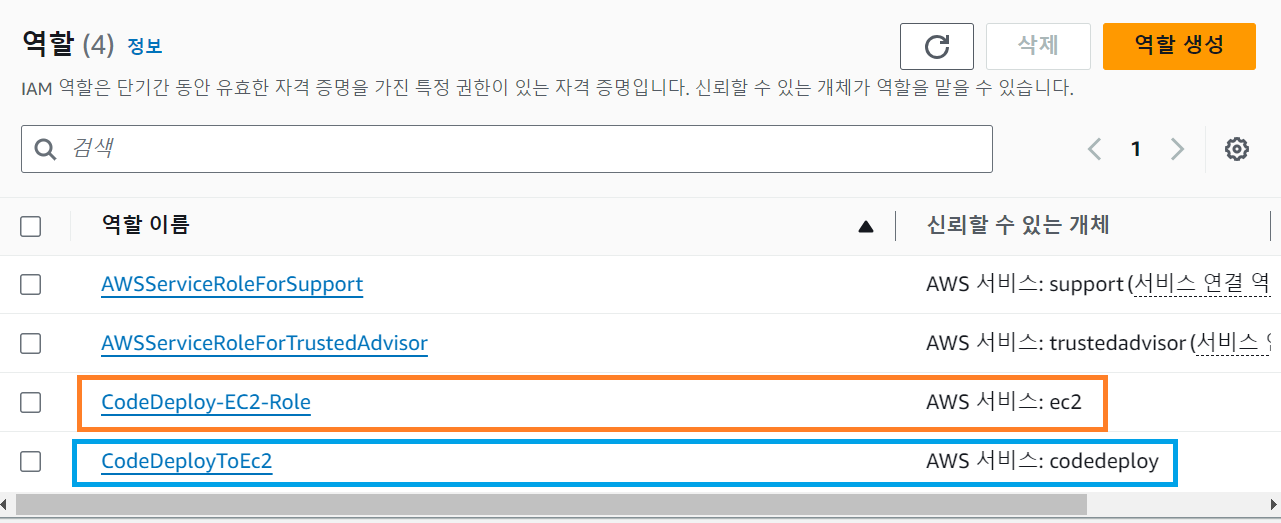 역할 (4) 정보
삭제
역할 생성
IAM 역할은 단기간 동안 유효한 자격 증명을 가진 특정 권한이 있는 자격 증명입니다. 신뢰할 수 있는 개체가 역할을 맡을 수 있습니다.
검색
1
역할 이름 신뢰할 수 있는 개체
AWSServiceRoleForSupport AWS 서비스: support (서비스 연결 역
AWSServiceRoleForTrustedAdvisor AWS 서비스: trustedadvisor (서비스
CodeDeploy-EC2-Role AWS 서비스: ec2
CodeDeployToEc2 AWS 서비스: codedeploy